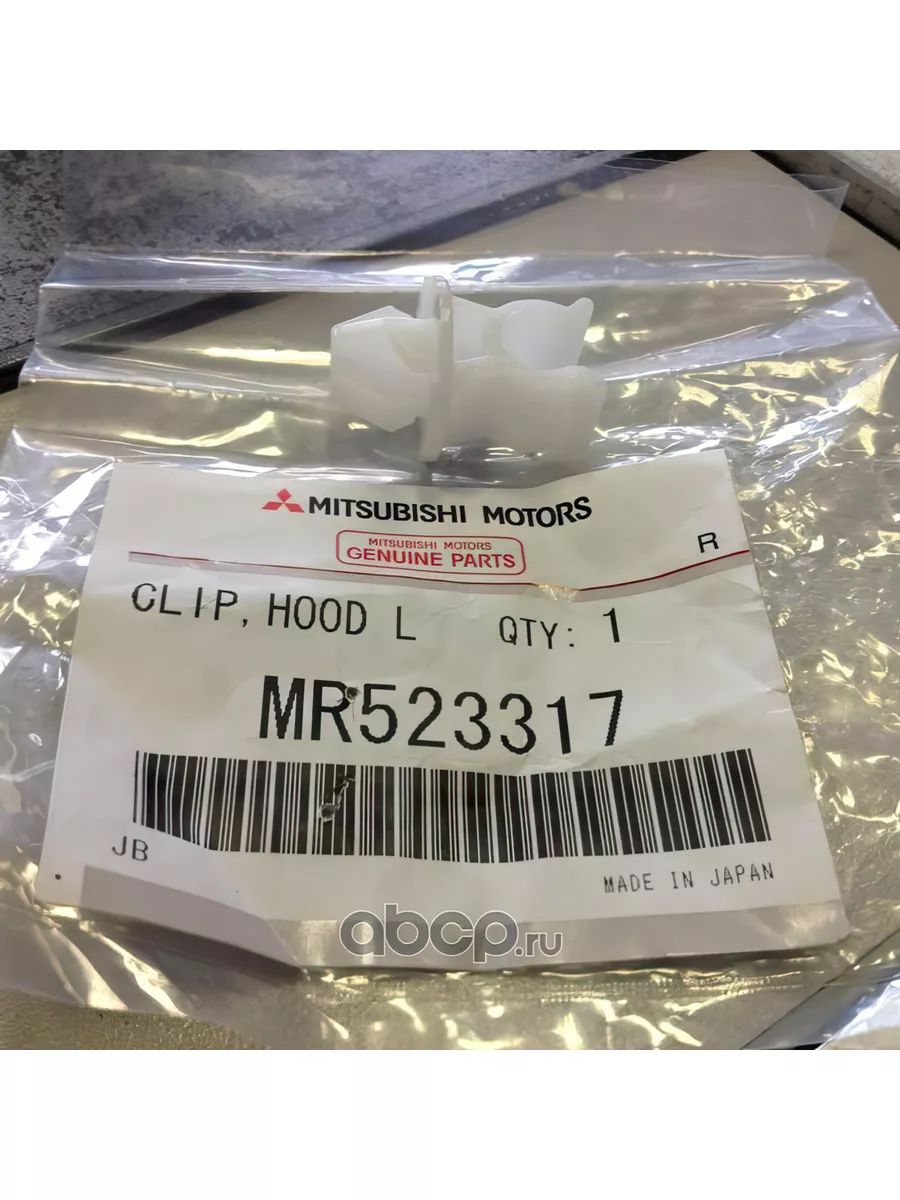 MITSUBISHI MOTORS
MITSUBISHI MOTORS
GENUINE PARTS
R
CLIP, HOOD L QTY: 1
MR523317
JB
MADE IN JAPAN
abcp.ru